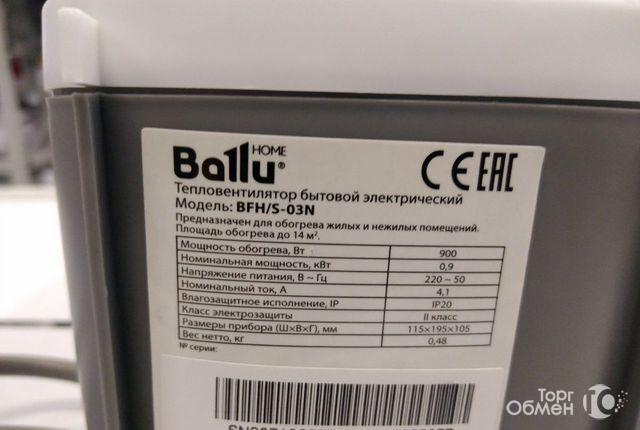 Ballu® HOME
CE EAC
Тепловентилятор бытовой электрический
Модель: BFH/S-03N
Предназначен для обогрева жилых и нежилых помещений.
Площадь обогрева до 14 м².
Мощность обогрева, Вт 900
Номинальная мощность, кВт 0,9
Напряжение питания, В ~ Гц 220 ~ 50
Номинальный ток, А 4,1
Влагозащитное исполнение, IP IP20
Класс электрозащиты II класс
Размеры прибора (Ш×В×Г), мм 115×195×105
Вес нетто, кг 0,48
№ серии:
Торг
Обмен